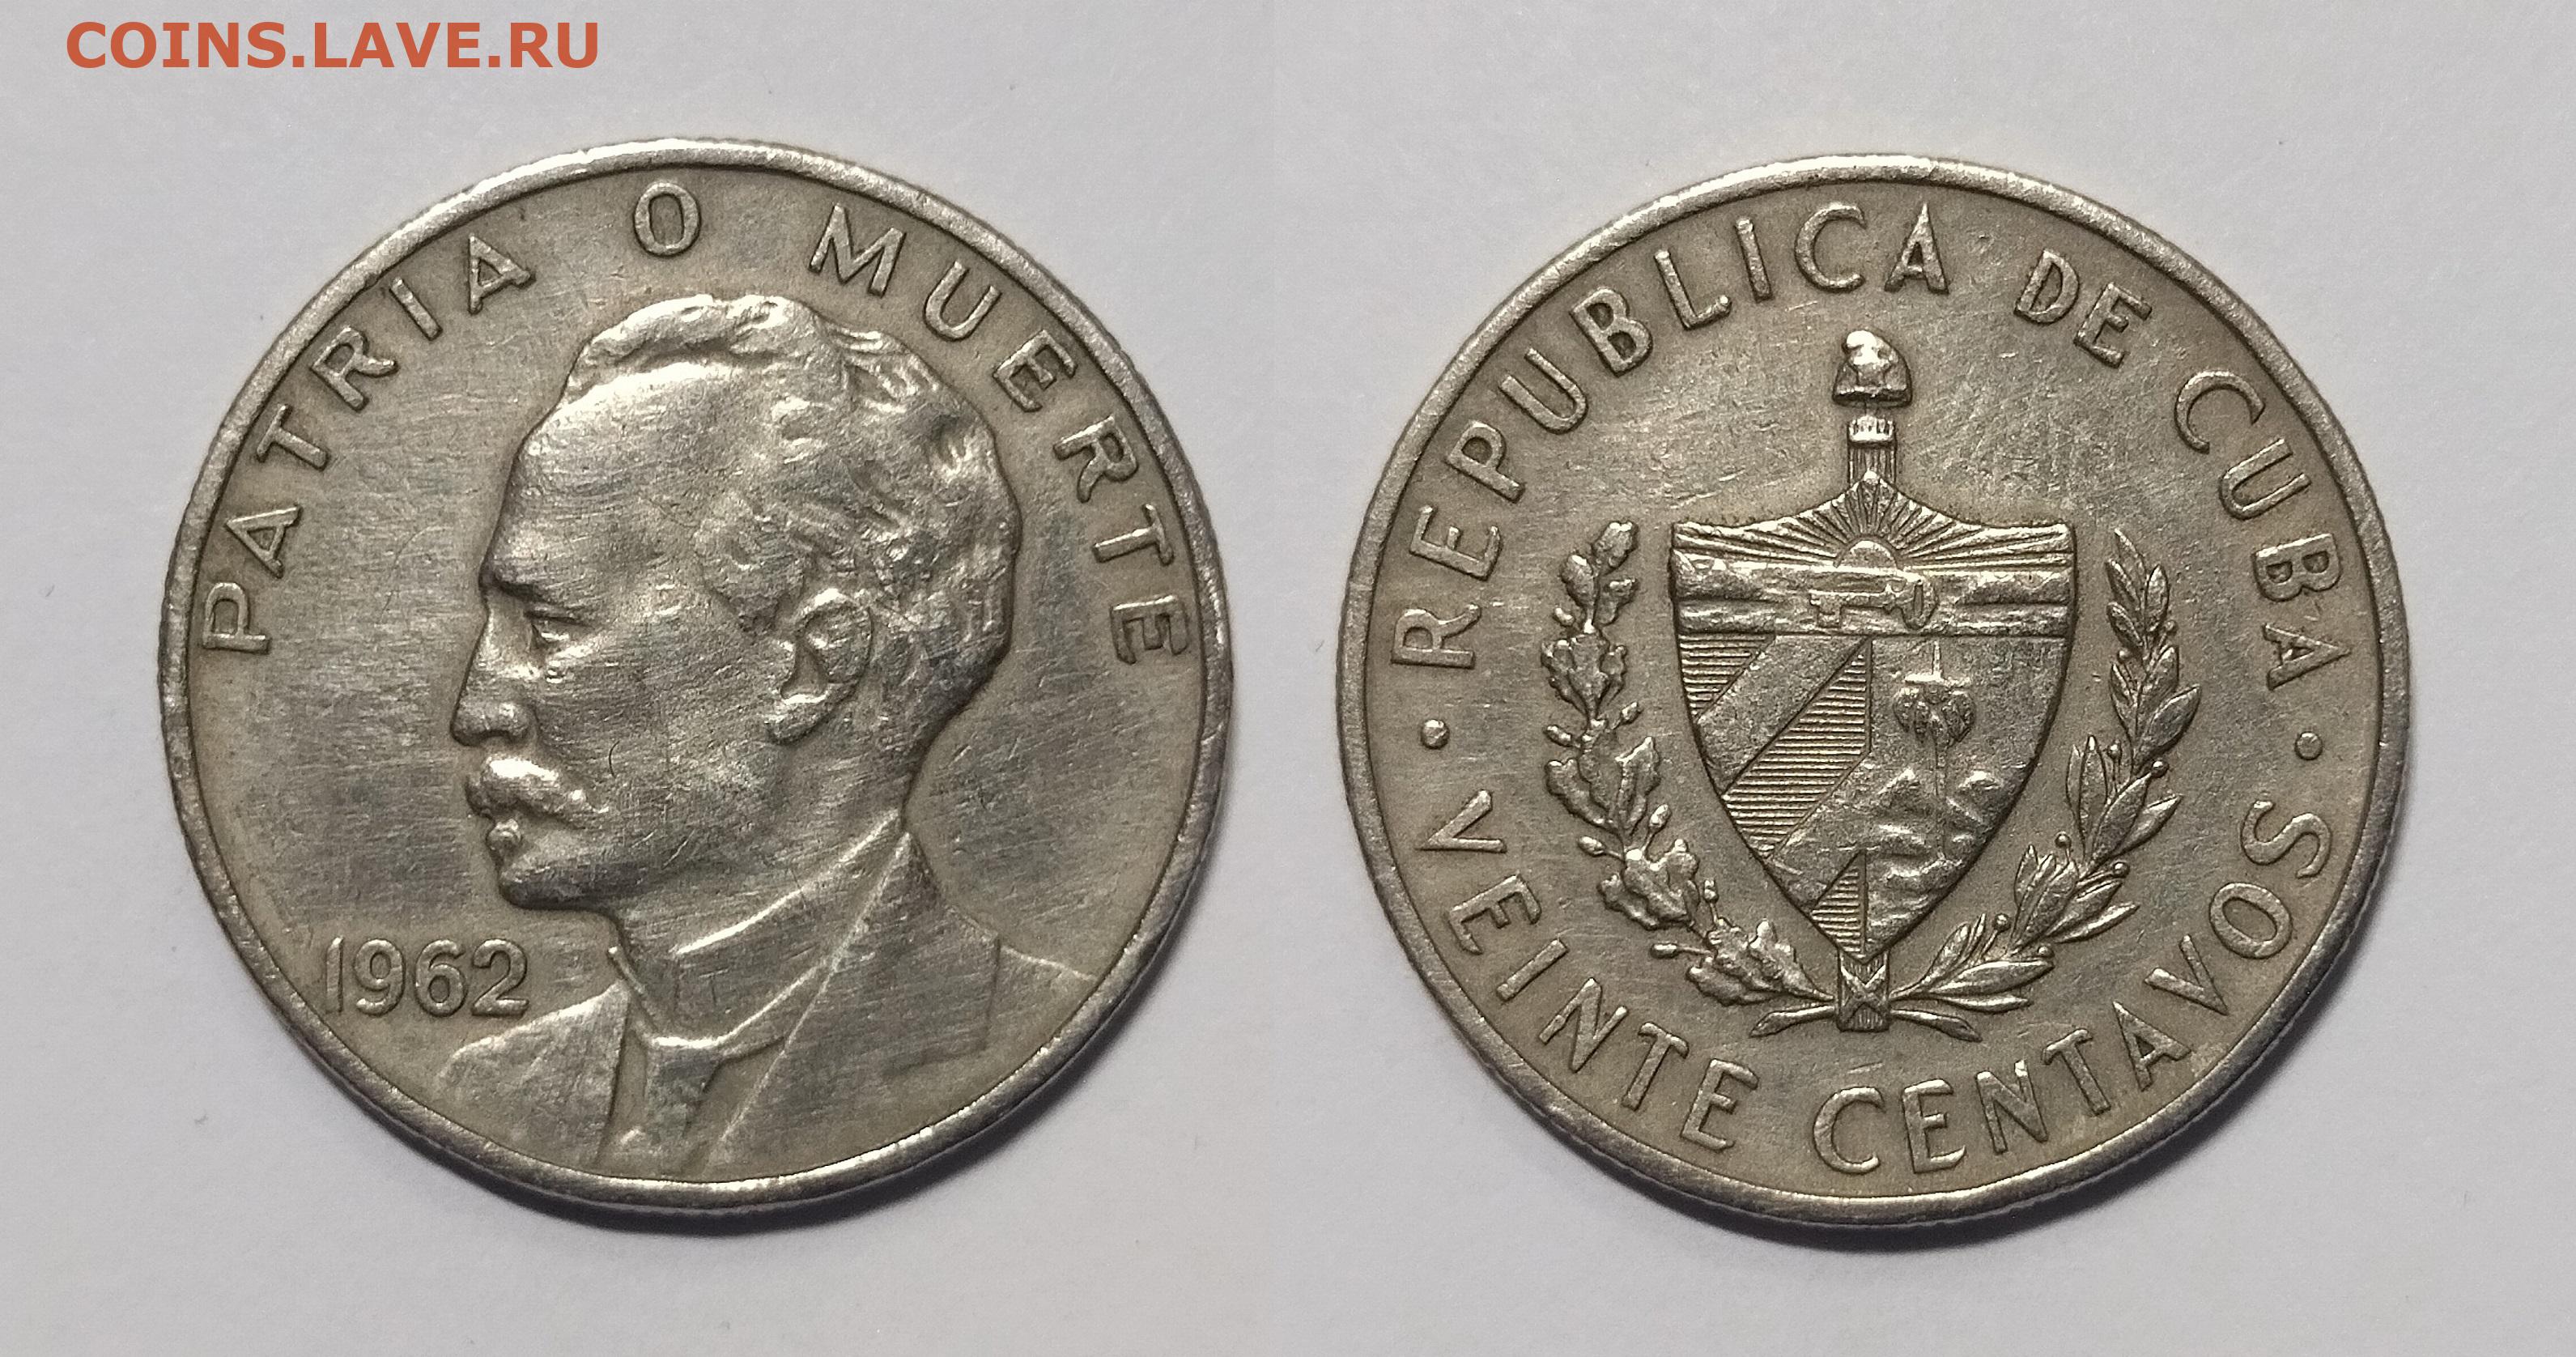 COINS.LAVE.RU
PATRIA O MUERTE
1962
REPUBLICA DE CUBA
VEINTE CENTAVOS